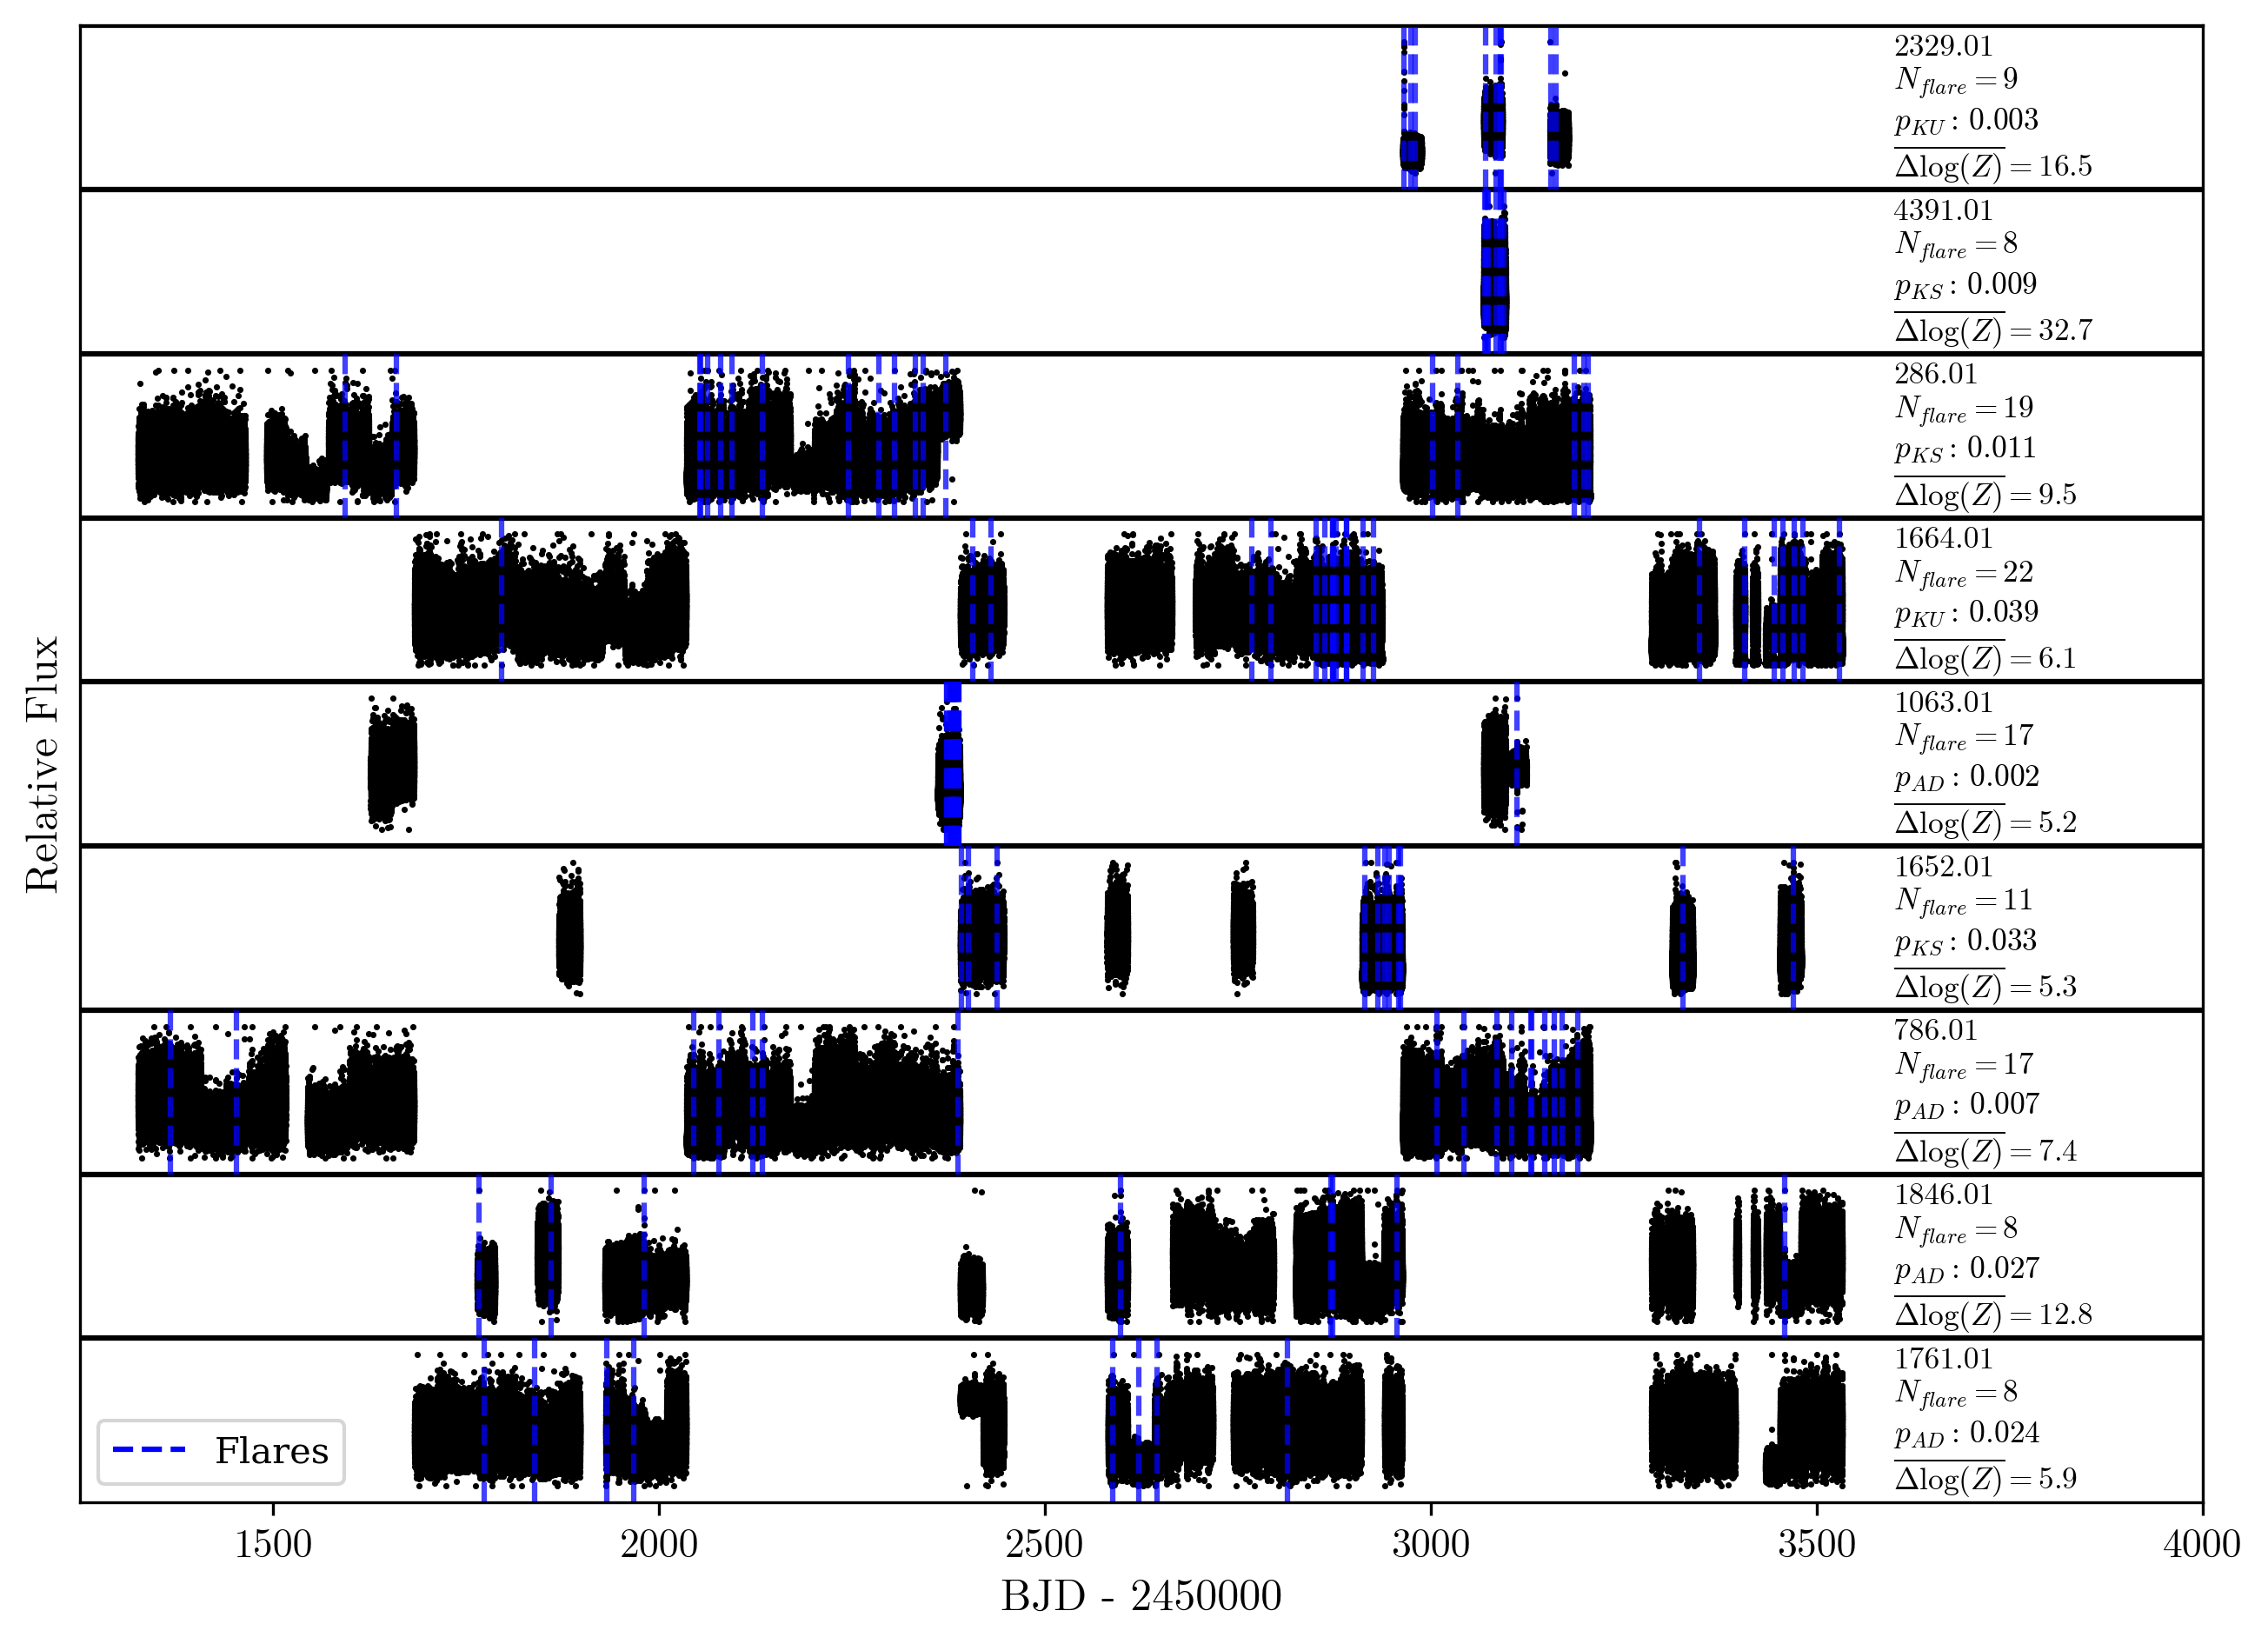 2329.01
N_flare = 9
p_KU : 0.003
Δlog(Z) = 16.5
4391.01
N_flare = 8
p_KS : 0.009
Δlog(Z) = 32.7
286.01
N_flare = 19
p_KS : 0.011
Δlog(Z) = 9.5
1664.01
N_flare = 22
p_KU : 0.039
Δlog(Z) = 6.1
1063.01
N_flare = 17
p_AD : 0.002
Δlog(Z) = 5.2
1652.01
N_flare = 11
p_KS : 0.033
Δlog(Z) = 5.3
786.01
N_flare = 17
p_AD : 0.007
Δlog(Z) = 7.4
1846.01
N_flare = 8
p_AD : 0.027
Δlog(Z) = 12.8
1761.01
N_flare = 8
p_AD : 0.024
Δlog(Z) = 5.9
Relative Flux
Flares
1500 2000 2500 3000 3500 4000
BJD - 2450000